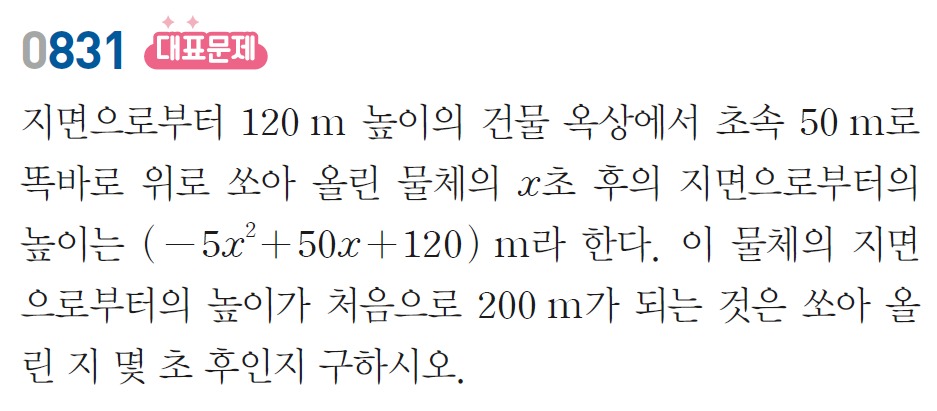 0831 대표문제
지면으로부터 120 m 높이의 건물 옥상에서 초속 50 m로
똑바로 위로 쏘아 올린 물체의 x초 후의 지면으로부터의
높이는 (-5x²+50x+120) m라 한다. 이 물체의 지면
으로부터의 높이가 처음으로 200 m가 되는 것은 쏘아 올
린 지 몇 초 후인지 구하시오.